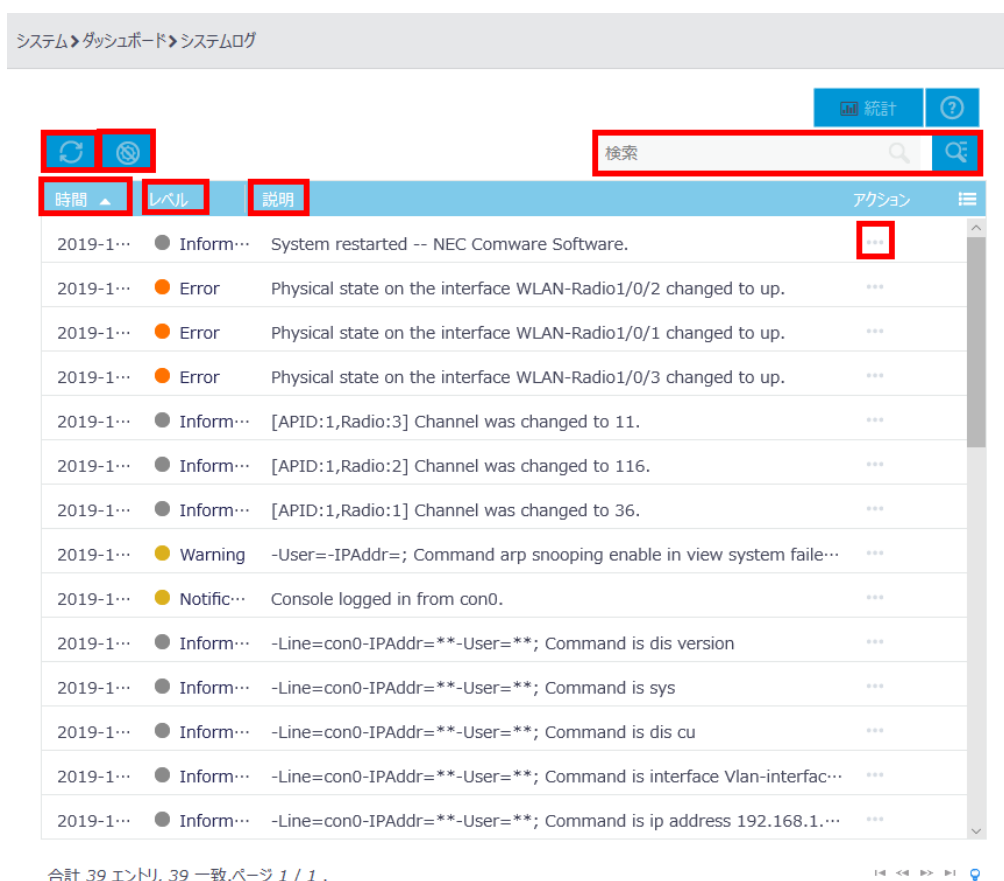 システム>ダッシュボード>システムログ
統計
検索
時間 レベル 説明 アクション
2019-1… Inform… System restarted -- NEC Comware Software.
2019-1… Error Physical state on the interface WLAN-Radio1/0/2 changed to up.
2019-1… Error Physical state on the interface WLAN-Radio1/0/1 changed to up.
2019-1… Error Physical state on the interface WLAN-Radio1/0/3 changed to up.
2019-1… Inform… [APID:1,Radio:3] Channel was changed to 11.
2019-1… Inform… [APID:1,Radio:2] Channel was changed to 116.
2019-1… Inform… [APID:1,Radio:1] Channel was changed to 36.
2019-1… Warning -User=-IPAddr=; Command arp snooping enable in view system faile…
2019-1… Notific… Console logged in from con0.
2019-1… Inform… -Line=con0-IPAddr=**-User=**; Command is dis version
2019-1… Inform… -Line=con0-IPAddr=**-User=**; Command is sys
2019-1… Inform… -Line=con0-IPAddr=**-User=**; Command is dis cu
2019-1… Inform… -Line=con0-IPAddr=**-User=**; Command is interface Vlan-interfac…
2019-1… Inform… -Line=con0-IPAddr=**-User=**; Command is ip address 192.168.1.…
合計 39 エントリ, 39 一致,ページ 1 / 1 .